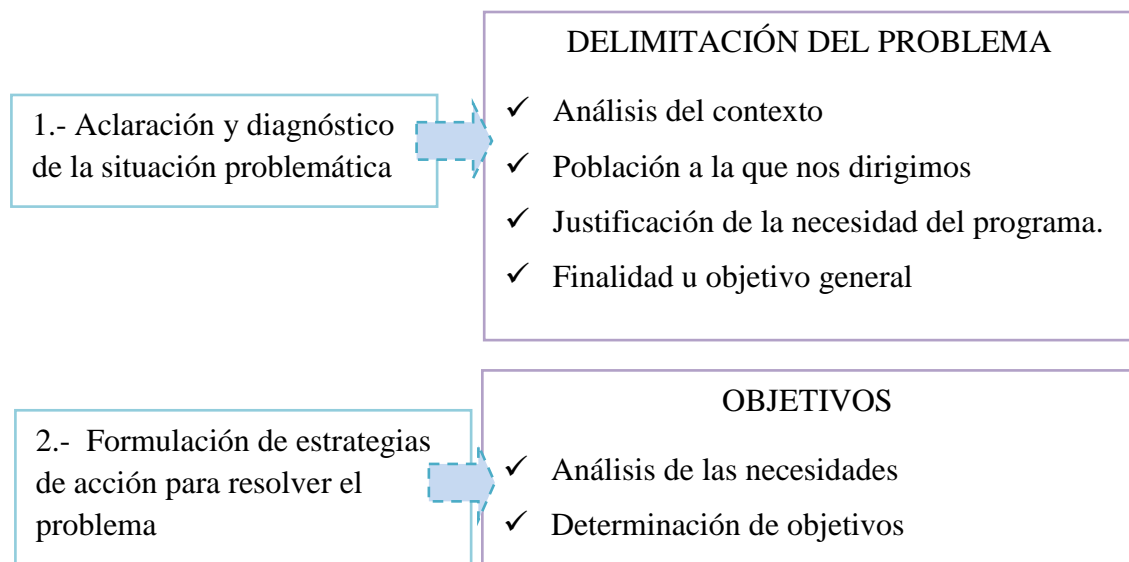 1.- Aclaración y diagnóstico
de la situación problemática
DELIMITACIÓN DEL PROBLEMA
✓ Análisis del contexto
✓ Población a la que nos dirigimos
✓ Justificación de la necesidad del programa.
✓ Finalidad u objetivo general
2.- Formulación de estrategias
de acción para resolver el
problema
OBJETIVOS
✓ Análisis de las necesidades
✓ Determinación de objetivos